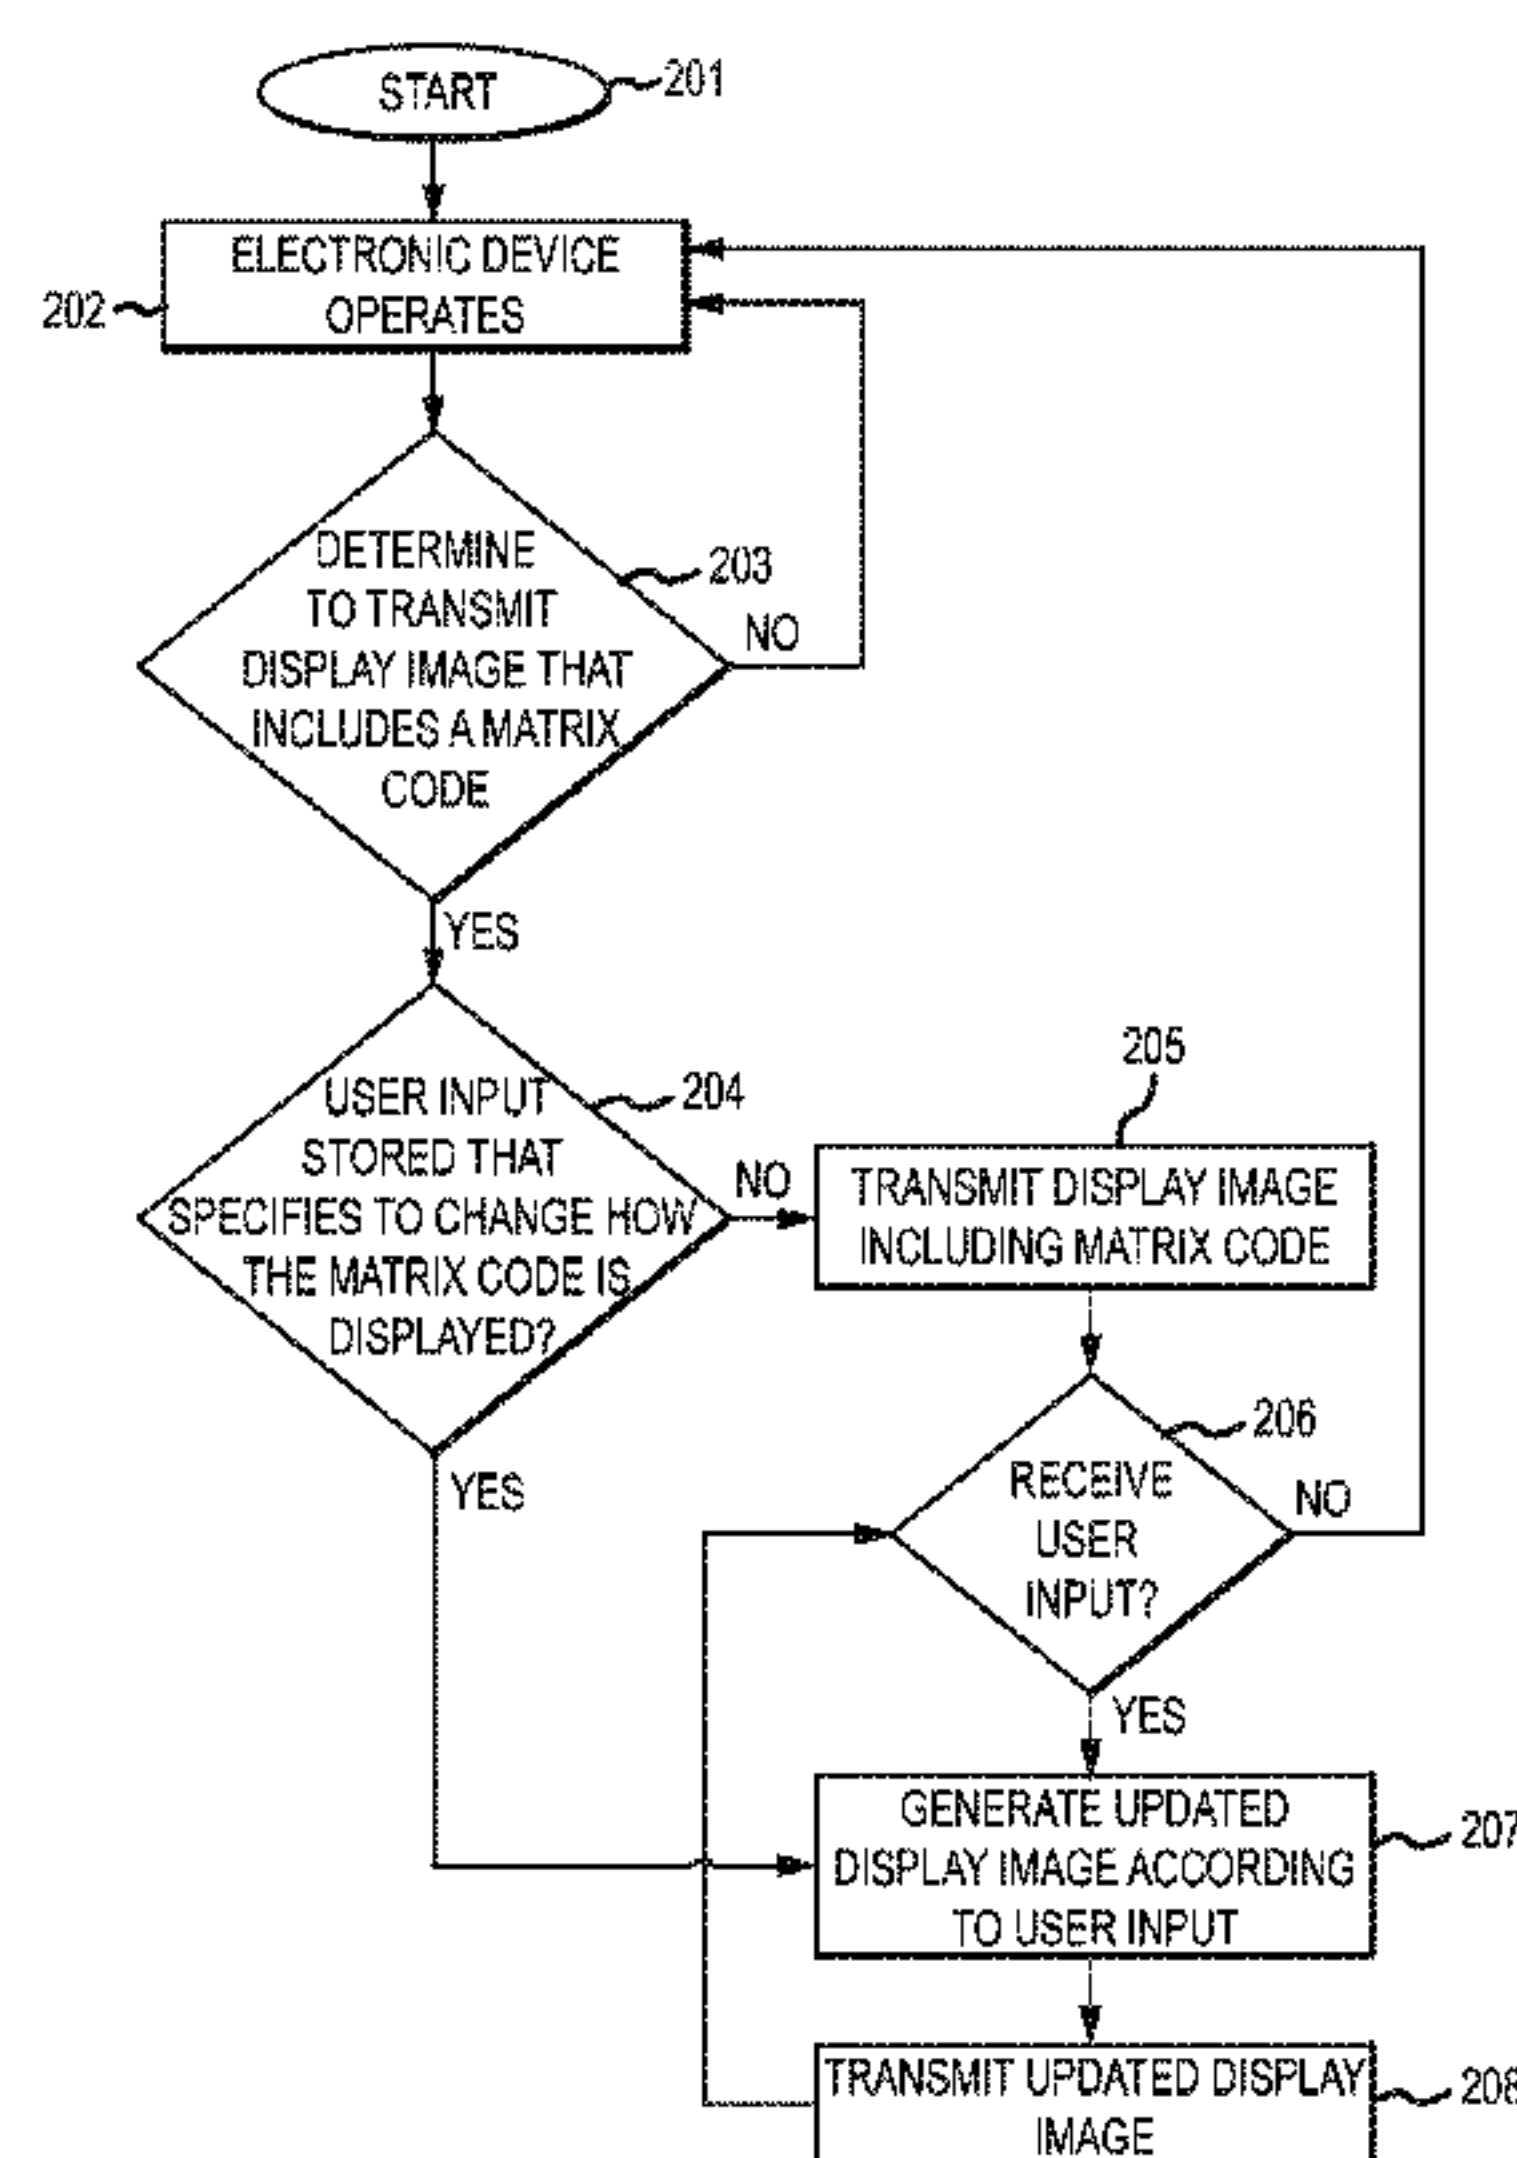 START
201
ELECTRONIC DEVICE
OPERATES
202
DETERMINE
TO TRANSMIT
DISPLAY IMAGE THAT
INCLUDES A MATRIX
CODE
203
NO
YES
USER INPUT
STORED THAT
SPECIFIES TO CHANGE HOW
THE MATRIX CODE IS
DISPLAYED?
204
NO
YES
205
TRANSMIT DISPLAY IMAGE
INCLUDING MATRIX CODE
RECEIVE
USER
INPUT?
206
NO
YES
GENERATE UPDATED
DISPLAY IMAGE ACCORDING
TO USER INPUT
207
TRANSMIT UPDATED DISPLAY
IMAGE
208